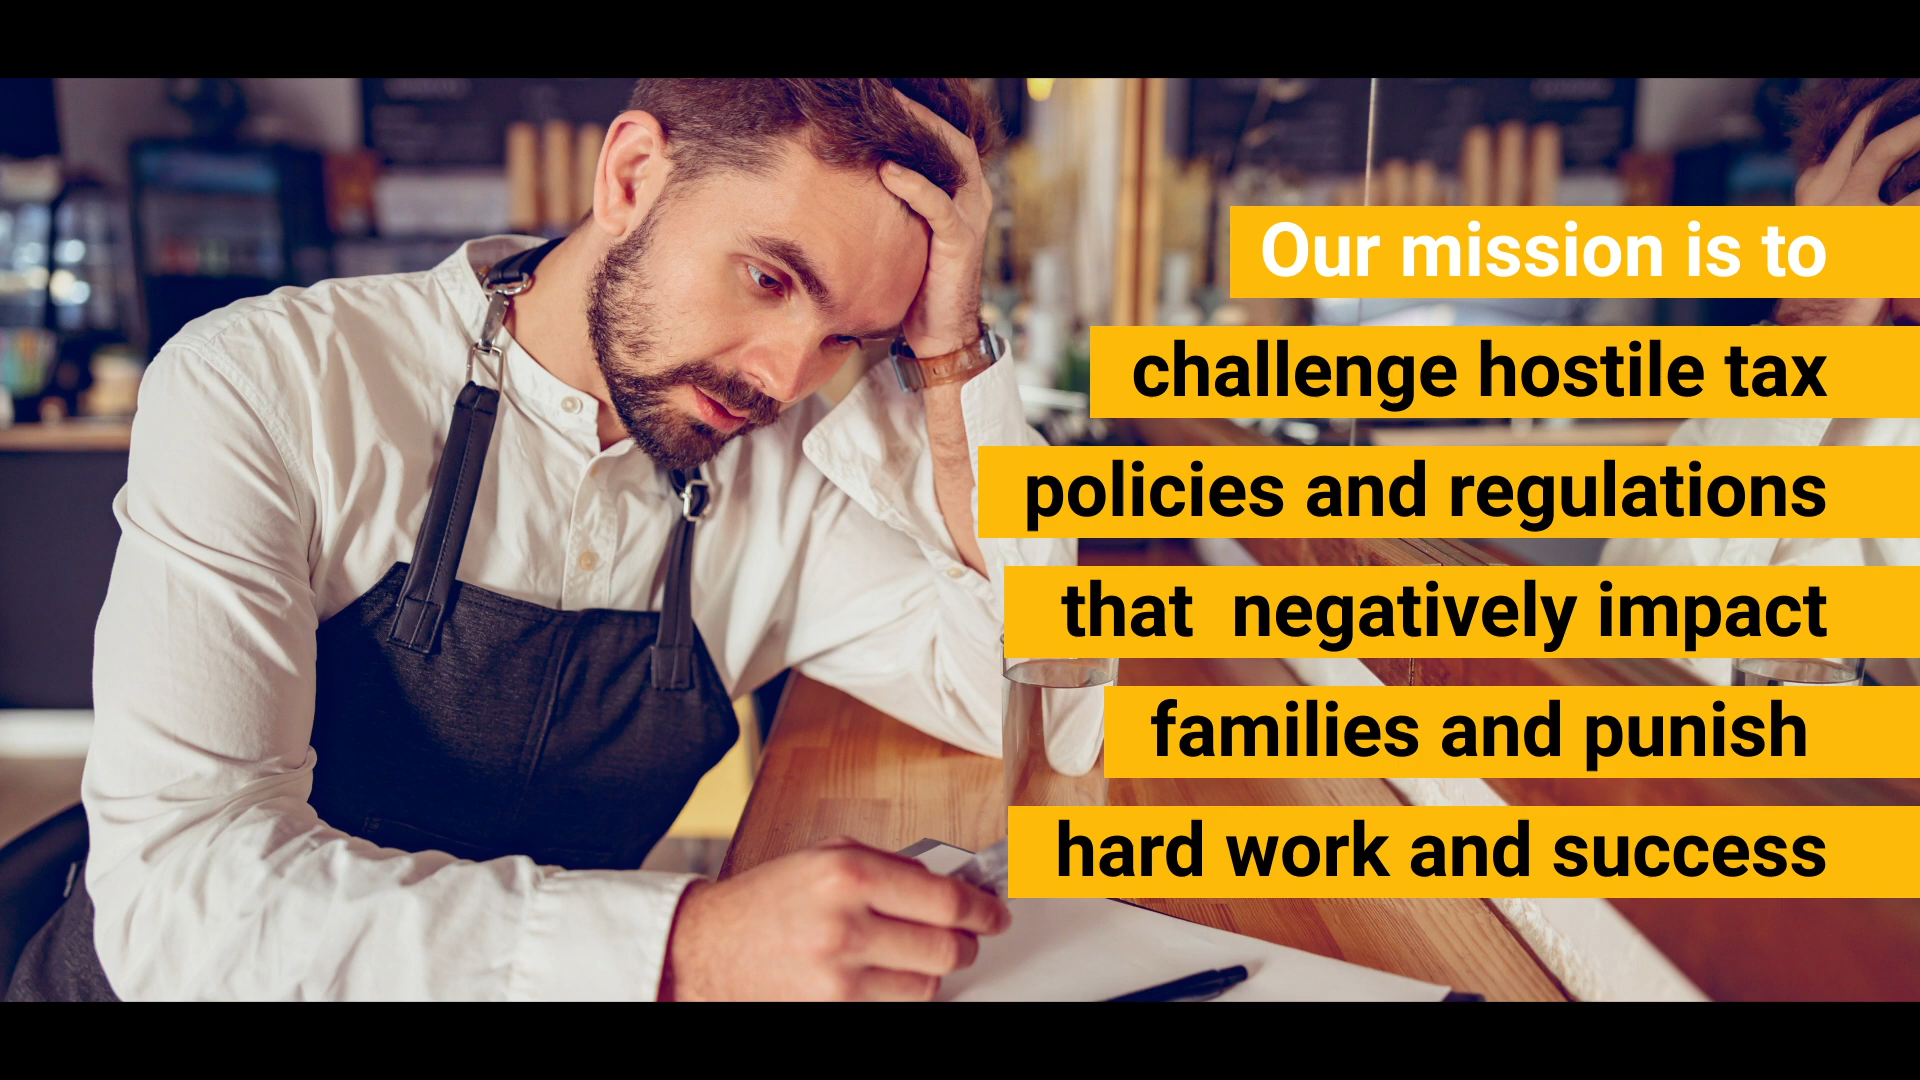 Our mission is to
challenge hostile tax
policies and regulations
that  negatively impact
families and punish
hard work and success